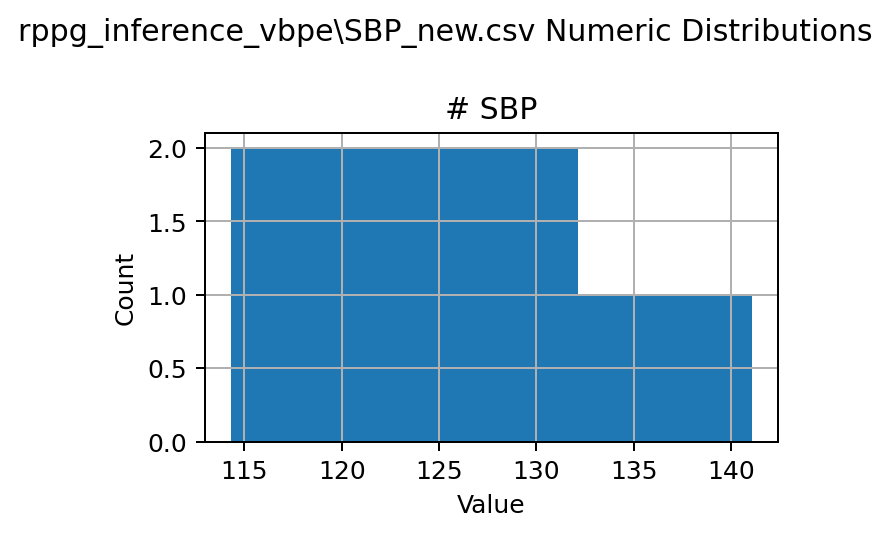 rppg_inference_vbpe\SBP_new.csv Numeric Distributions
# SBP
2.0
1.5
1.0
0.5
0.0
Count
115 120 125 130 135 140
Value